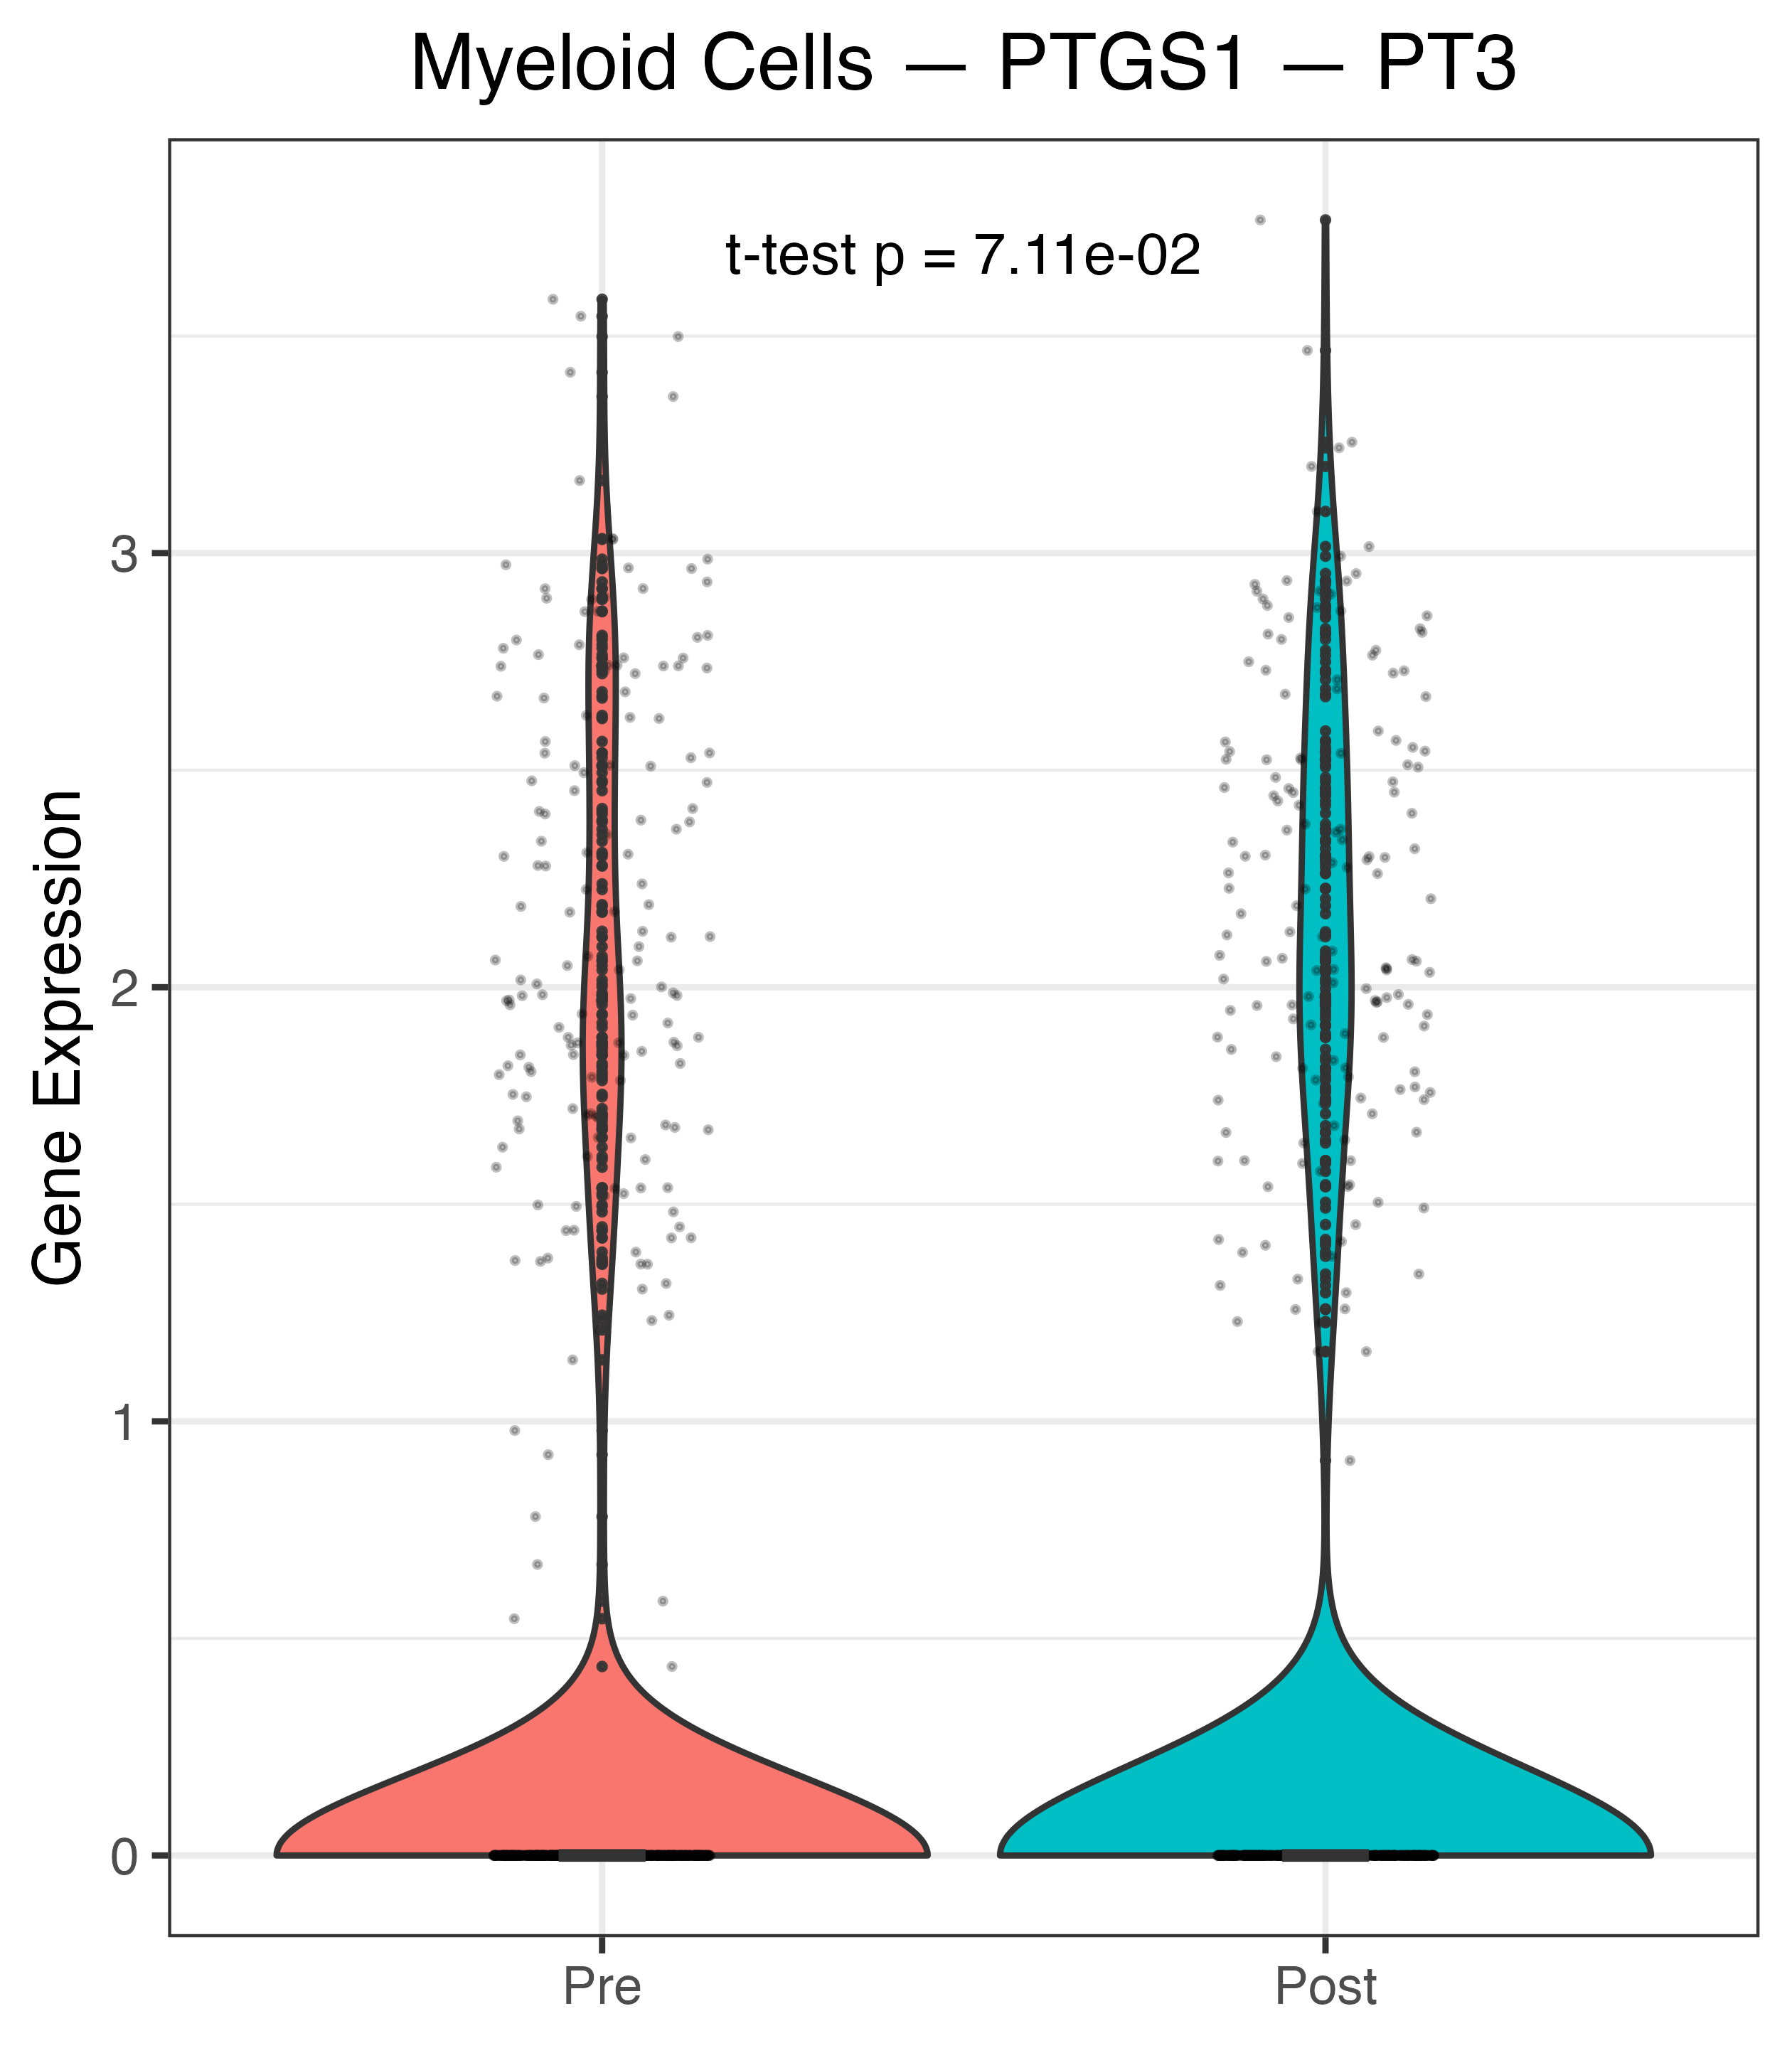 Myeloid Cells — PTGS1 — PT3
t-test p = 7.11e-02
Gene Expression
3
2
1
0
Pre
Post